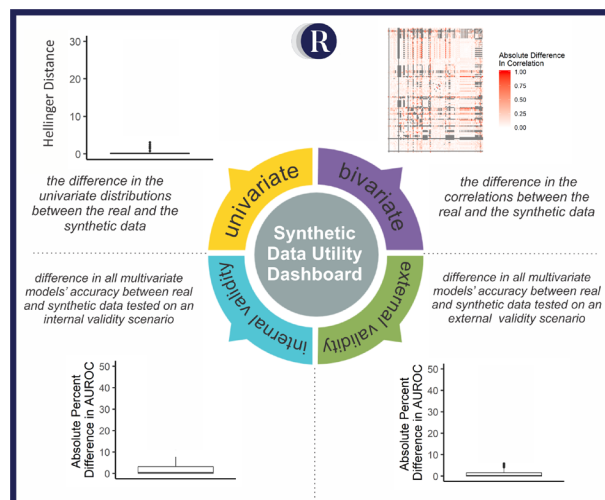 R
30
20
10
0
Hellinger Distance
Absolute Difference
In Correlation
1.00
0.75
0.50
0.25
0.00
the difference in the
univariate distributions
between the real and the
synthetic data
univariate
bivariate
the difference in the
correlations between the
real and the synthetic data
Synthetic
Data Utility
Dashboard
difference in all multivariate
models' accuracy between real
and synthetic data tested on an
internal validity scenario
internal validity
external validity
difference in all multivariate
models' accuracy between real
and synthetic data tested on an
external validity scenario
Absolute Percent
Difference in AUROC
50
40
30
20
10
0
Absolute Percent
Difference in AUROC
50
40
30
20
10
0